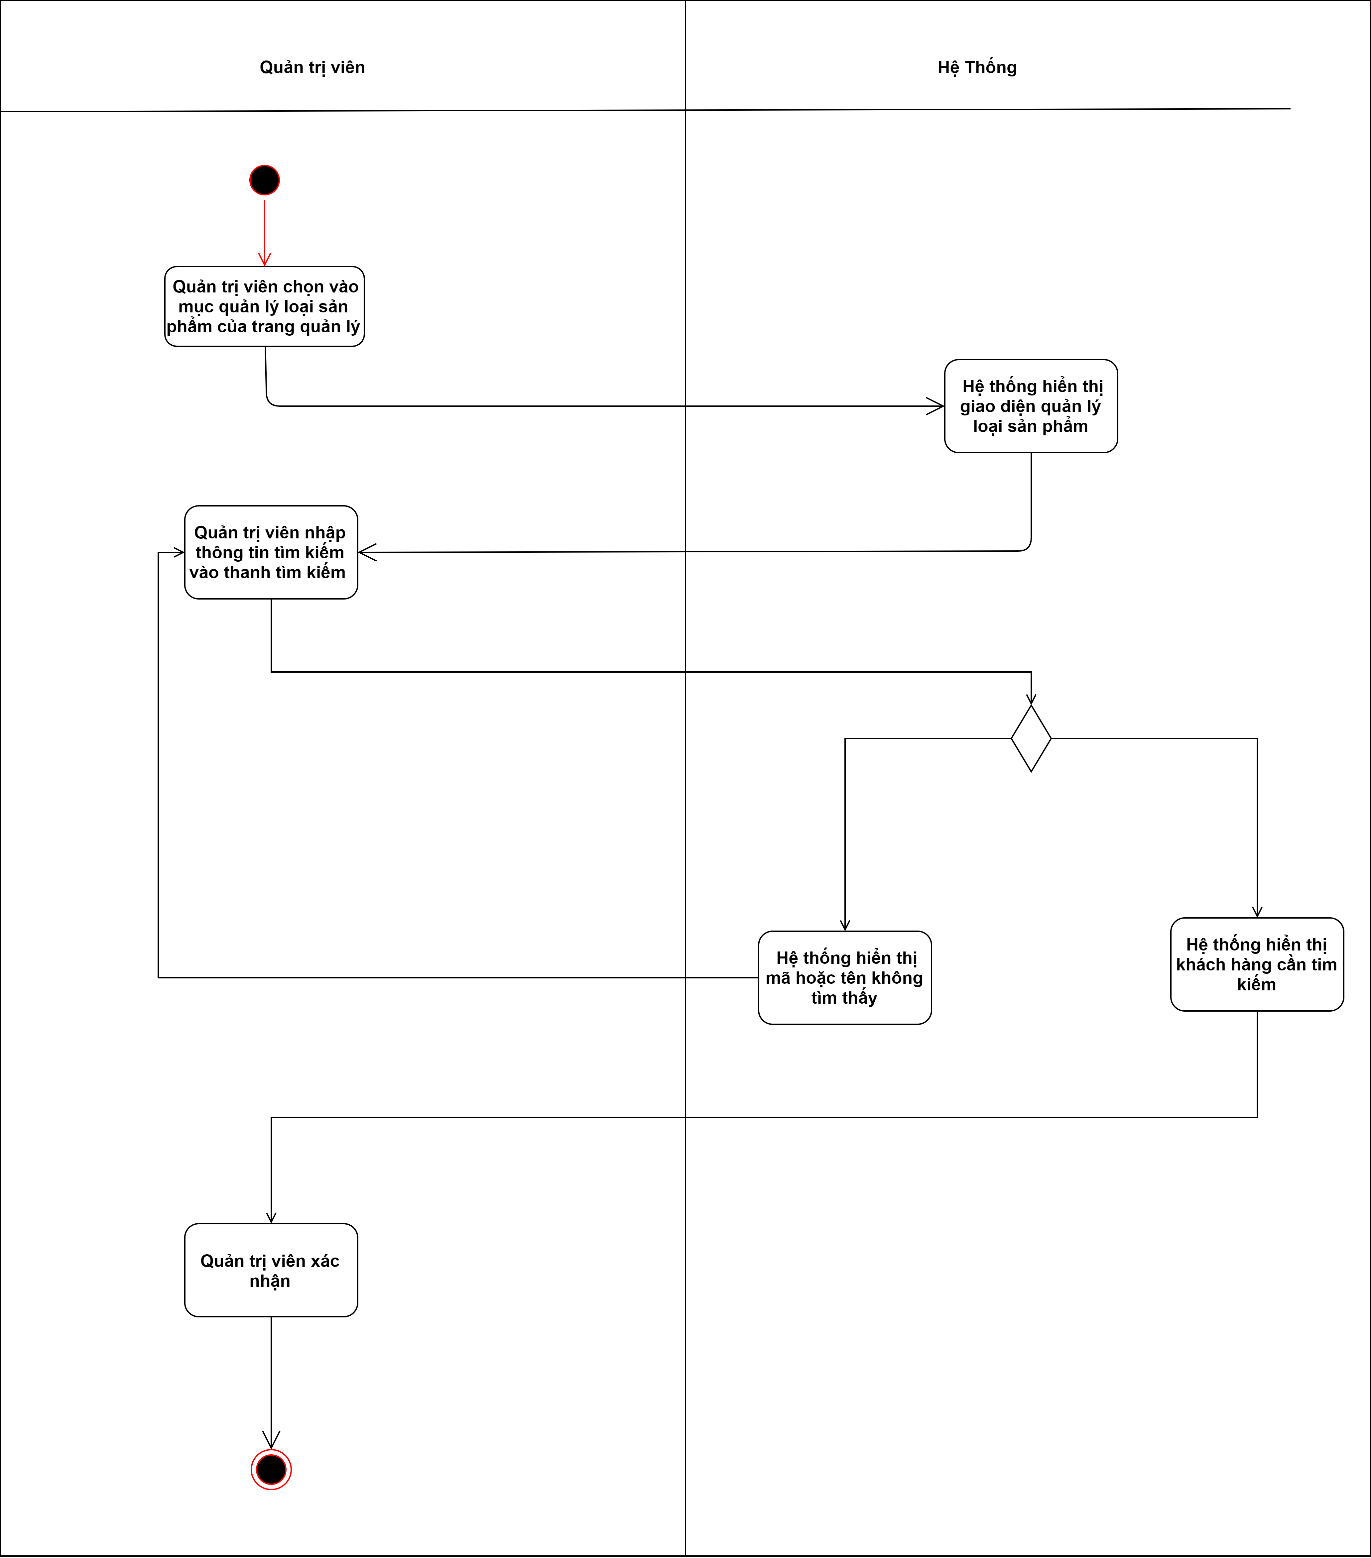 Quản trị viên
Hệ Thống
Quản trị viên chọn vào
mục quản lý loại sản
phẩm của trang quản lý
Hệ thống hiển thị
giao diện quản lý
loại sản phẩm
Quản trị viên nhập
thông tin tìm kiếm
vào thanh tìm kiếm
Hệ thống hiển thị
mã hoặc tên không
tìm thấy
Hệ thống hiển thị
khách hàng cần tim
kiếm
Quản trị viên xác
nhận